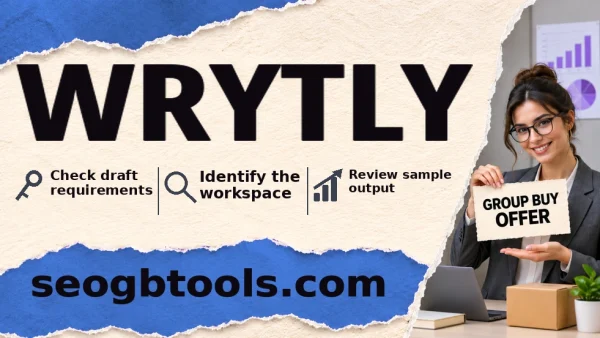 WRYTLY
Check draft
requirements
Identify the
workspace
Review sample
output
GROUP BUY
OFFER
seogbtools.com